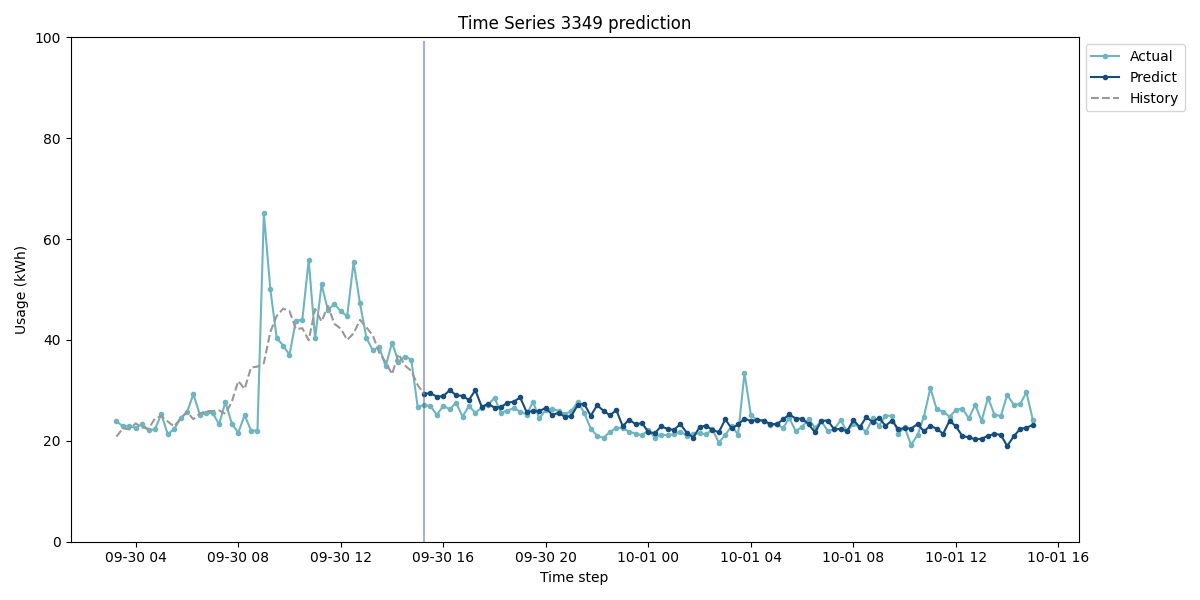 Time Series 3349 prediction
Usage (kWh)
100
80
60
40
20
0
09-30 04
09-30 08
09-30 12
09-30 16
09-30 20
10-01 00
10-01 04
10-01 08
10-01 12
10-01 16
Time step
Actual
Predict
History